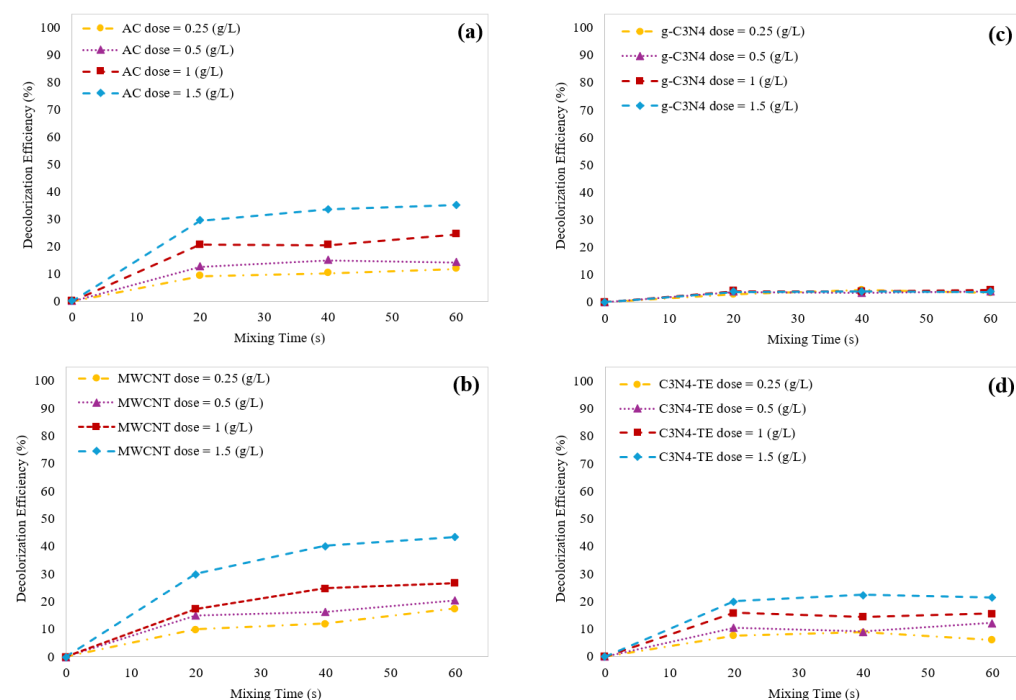 (a)
AC dose = 0.25 (g/L)
AC dose = 0.5 (g/L)
AC dose = 1 (g/L)
AC dose = 1.5 (g/L)
Decolorization Efficiency (%)
100
90
80
70
60
50
40
30
20
10
0
0 10 20 30 40 50 60
Mixing Time (s)
(c)
g-C3N4 dose = 0.25 (g/L)
g-C3N4 dose = 0.5 (g/L)
g-C3N4 dose = 1 (g/L)
g-C3N4 dose = 1.5 (g/L)
Decolorization Efficiency (%)
100
90
80
70
60
50
40
30
20
10
0
0 10 20 30 40 50 60
Mixing Time (s)
(b)
MWCNT dose = 0.25 (g/L)
MWCNT dose = 0.5 (g/L)
MWCNT dose = 1 (g/L)
MWCNT dose = 1.5 (g/L)
Decolorization Efficiency (%)
100
90
80
70
60
50
40
30
20
10
0
0 10 20 30 40 50 60
Mixing Time (s)
(d)
C3N4-TE dose = 0.25 (g/L)
C3N4-TE dose = 0.5 (g/L)
C3N4-TE dose = 1 (g/L)
C3N4-TE dose = 1.5 (g/L)
Decolorization Efficiency (%)
100
90
80
70
60
50
40
30
20
10
0
0 10 20 30 40 50 60
Mixing Time (s)